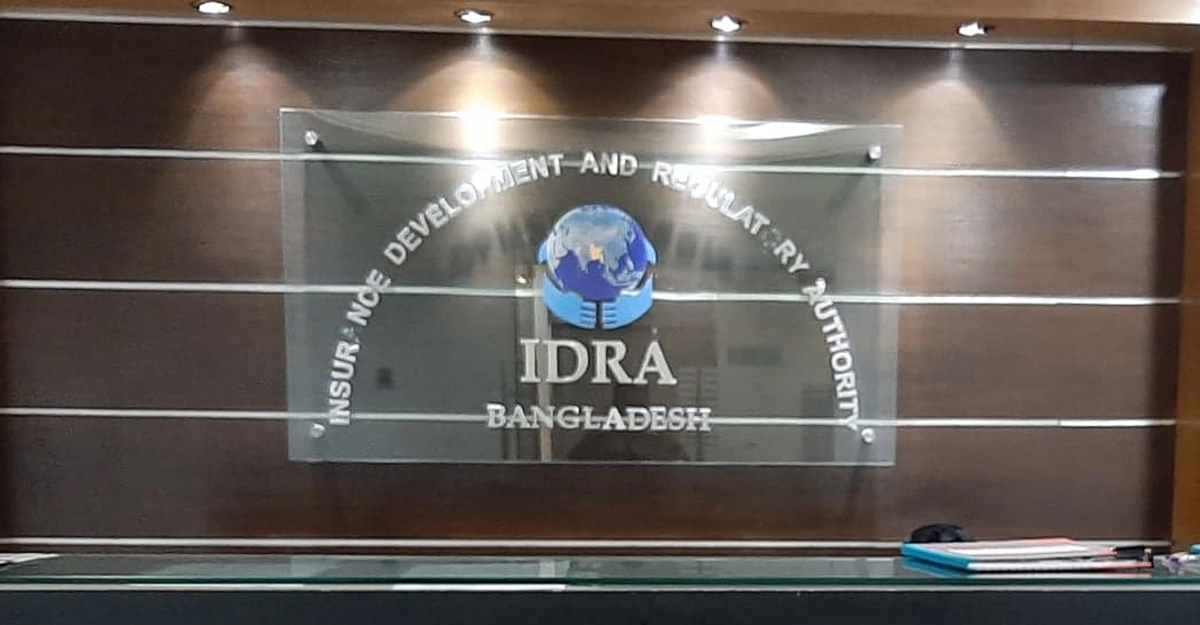 INSURANCE DEVELOPMENT AND REGULATORY AUTHORITY
IDRA
BANGLADESH